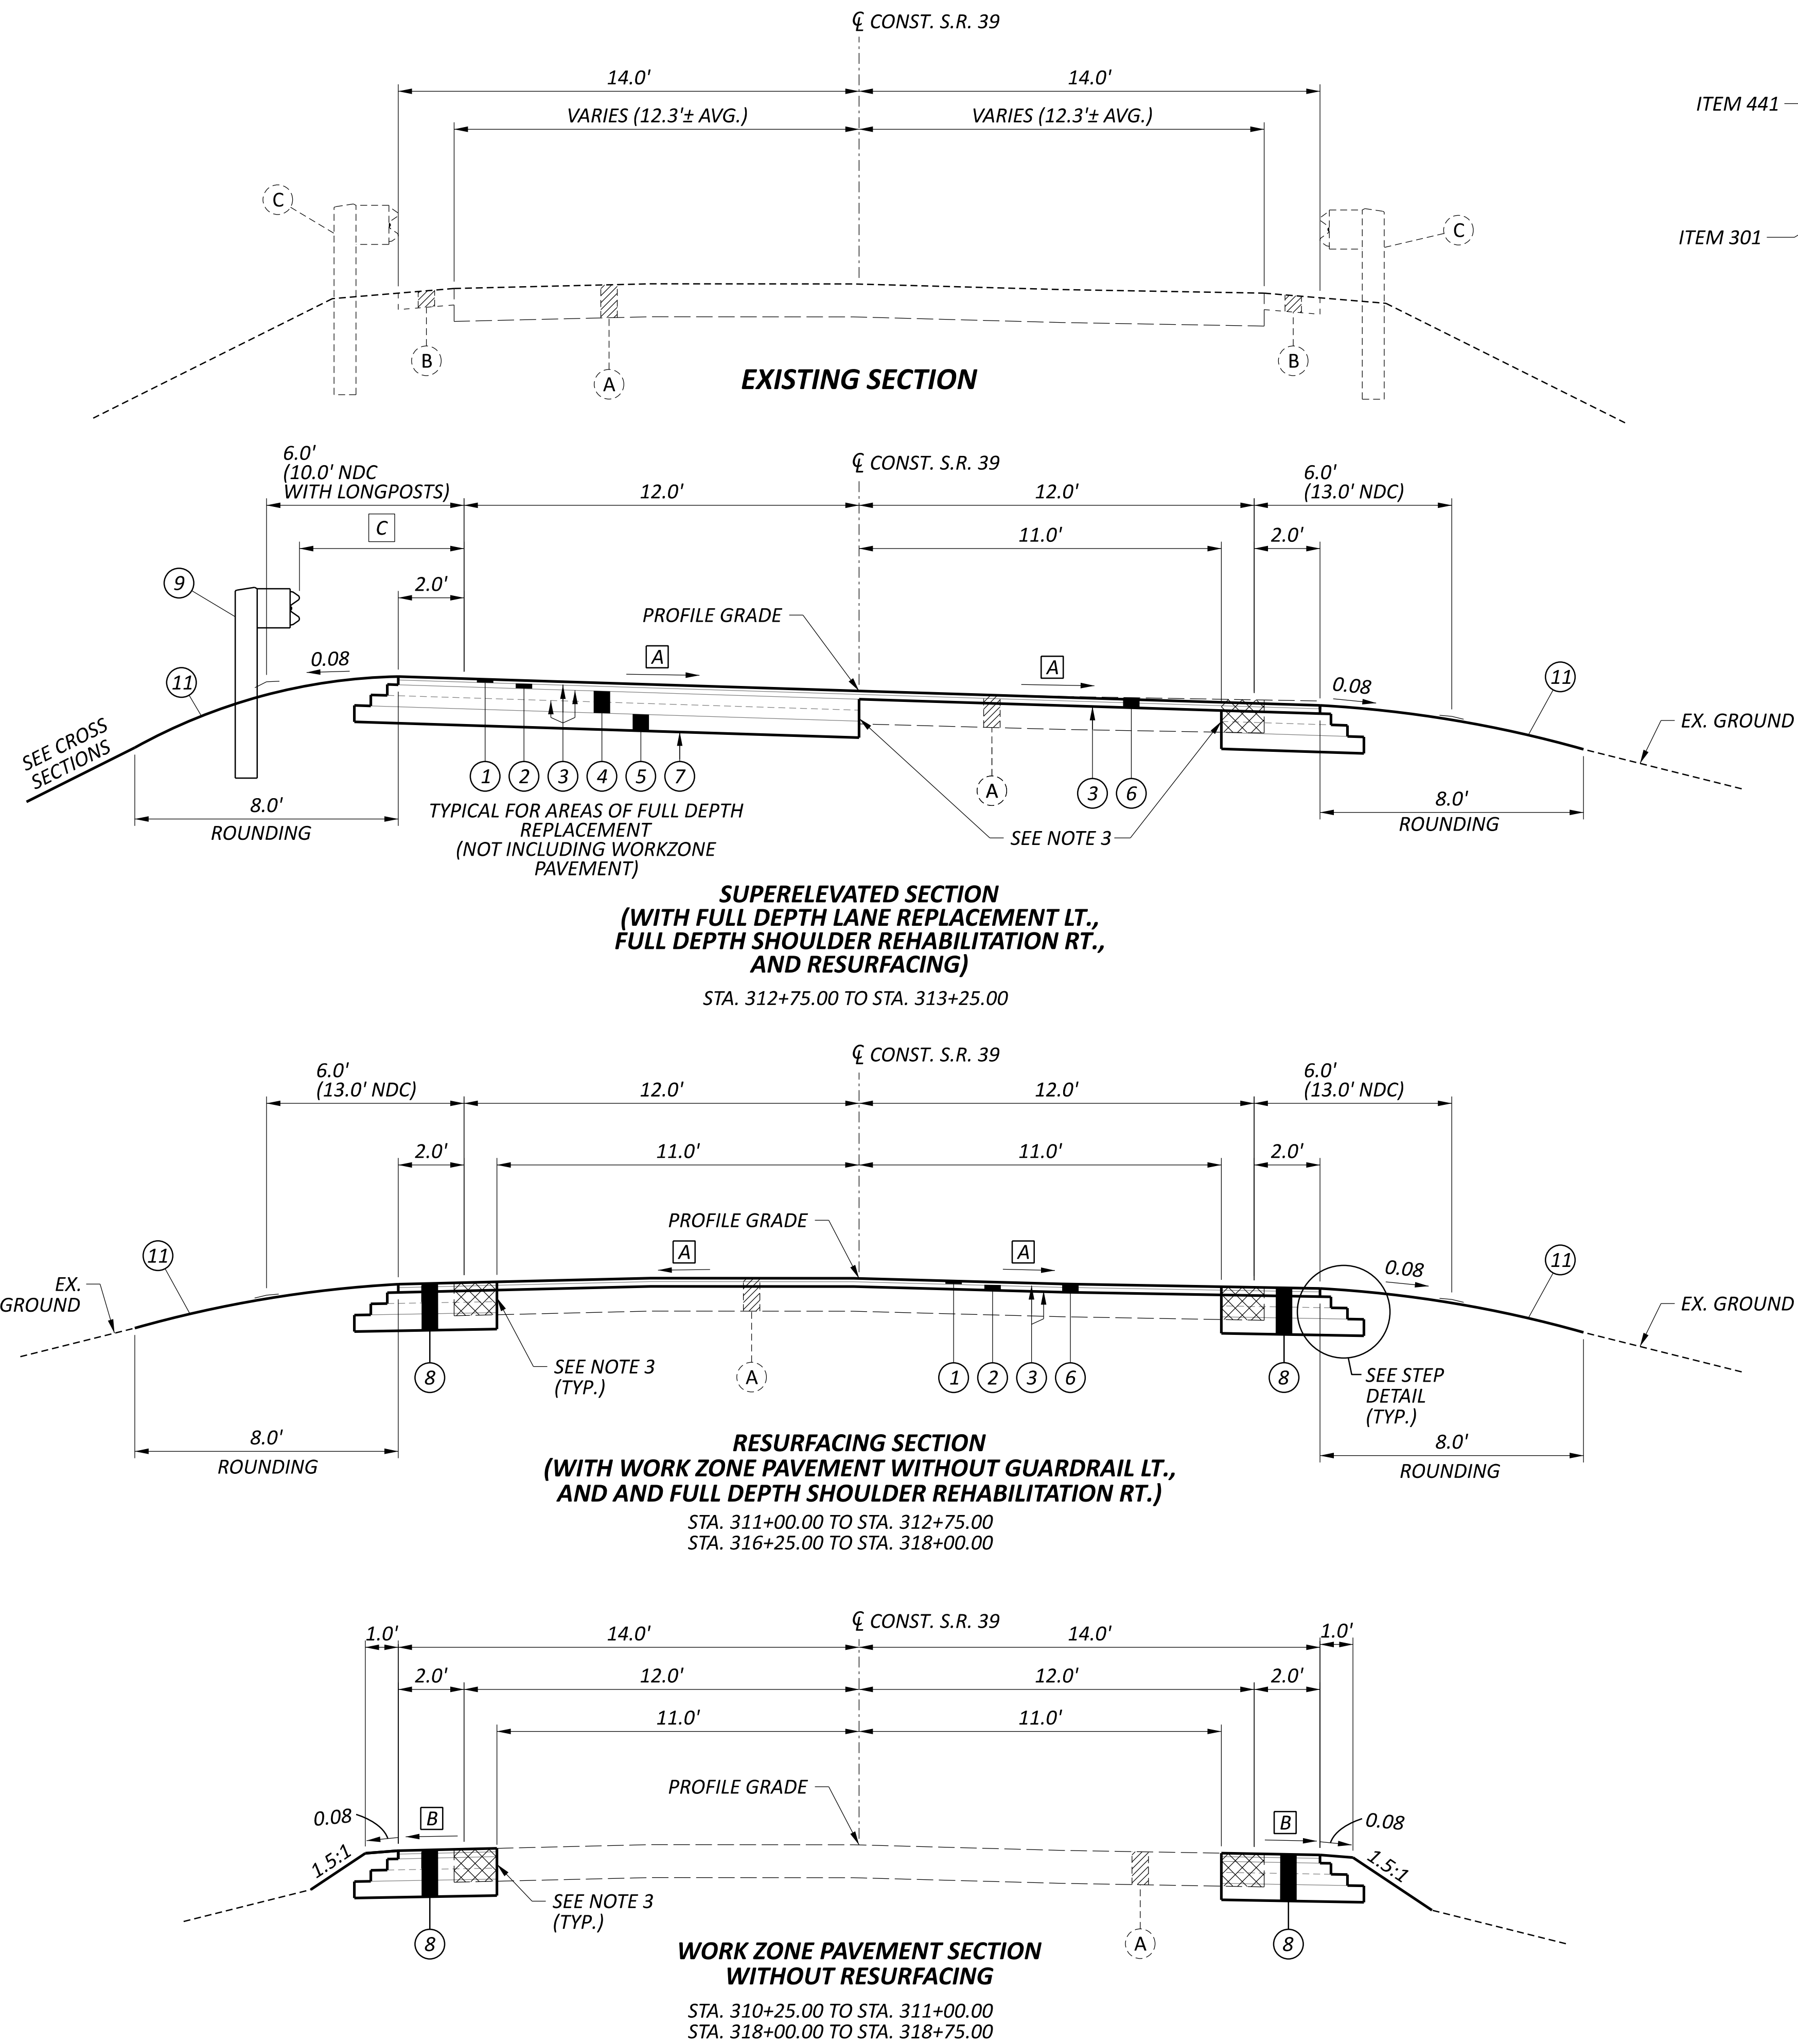 ℄ CONST. S.R. 39
14.0'
14.0'
VARIES (12.3'± AVG.)
VARIES (12.3'± AVG.)
ITEM 441
ITEM 301
C
C
B
A
B
EXISTING SECTION
℄ CONST. S.R. 39
6.0'
(10.0' NDC
WITH LONGPOSTS)
12.0'
12.0'
6.0'
(13.0' NDC)
C
11.0'
2.0'
2.0'
9
PROFILE GRADE
A
A
0.08
0.08
11
11
SEE CROSS
SECTIONS
EX. GROUND
1
2
3
4
5
7
A
3
6
8.0'
ROUNDING
TYPICAL FOR AREAS OF FULL DEPTH
REPLACEMENT
(NOT INCLUDING WORKZONE
PAVEMENT)
SEE NOTE 3
8.0'
ROUNDING
SUPERELEVATED SECTION
(WITH FULL DEPTH LANE REPLACEMENT LT.,
FULL DEPTH SHOULDER REHABILITATION RT.,
AND RESURFACING)
STA. 312+75.00 TO STA. 313+25.00
℄ CONST. S.R. 39
6.0'
(13.0' NDC)
12.0'
12.0'
6.0'
(13.0' NDC)
2.0'
11.0'
11.0'
2.0'
PROFILE GRADE
A
A
0.08
11
11
EX.
GROUND
EX. GROUND
8
SEE NOTE 3
(TYP.)
A
1
2
3
6
8
SEE STEP
DETAIL
(TYP.)
8.0'
ROUNDING
8.0'
ROUNDING
RESURFACING SECTION
(WITH WORK ZONE PAVEMENT WITHOUT GUARDRAIL LT.,
AND AND FULL DEPTH SHOULDER REHABILITATION RT.)
STA. 311+00.00 TO STA. 312+75.00
STA. 316+25.00 TO STA. 318+00.00
℄ CONST. S.R. 39
1.0'
14.0'
14.0'
1.0'
2.0'
12.0'
12.0'
2.0'
11.0'
11.0'
PROFILE GRADE
0.08
B
B
0.08
1.5:1
1.5:1
SEE NOTE 3
(TYP.)
8
A
8
WORK ZONE PAVEMENT SECTION
WITHOUT RESURFACING
STA. 310+25.00 TO STA. 311+00.00
STA. 318+00.00 TO STA. 318+75.00